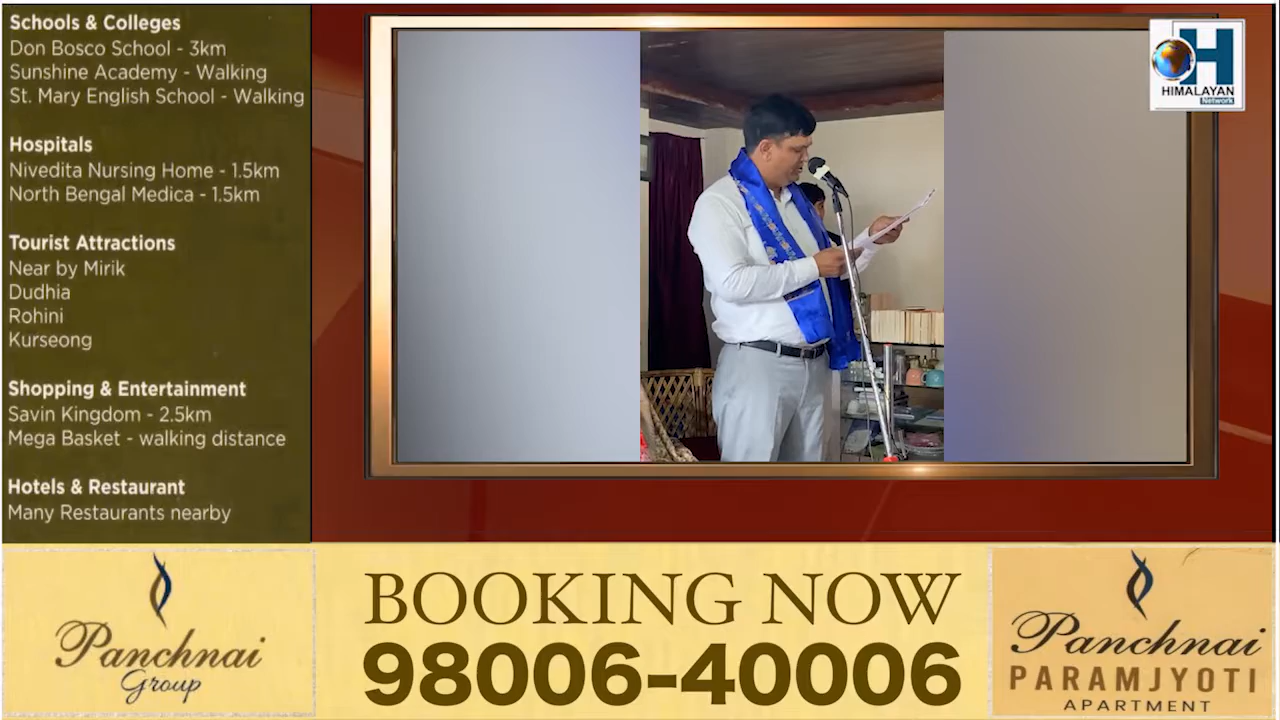 Schools & Colleges
Don Bosco School - 3km
Sunshine Academy - Walking
St. Mary English School - Walking
Hospitals
Nivedita Nursing Home - 1.5km
North Bengal Medica - 1.5km
Tourist Attractions
Near by Mirik
Dudhia
Rohini
Kurseong
Shopping & Entertainment
Savin Kingdom - 2.5km
Mega Basket - walking distance
Hotels & Restaurant
Many Restaurants nearby
H
HIMALAYAN
Network
Panchnai
Group
BOOKING NOW
98006-40006
Panchnai
PARAMJYOTI
APARTMENT